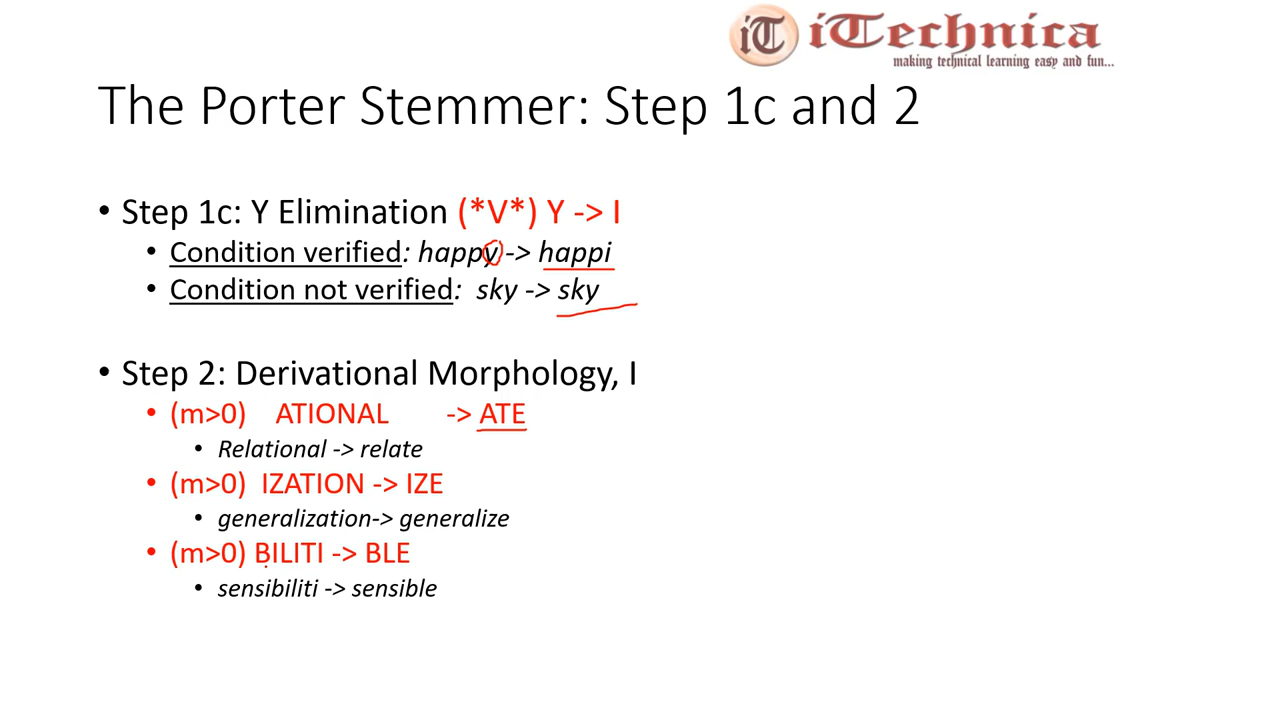 iT iTechnica
making technical learning easy and fun...
The Porter Stemmer: Step 1c and 2
• Step 1c: Y Elimination (*V*) Y -> I
• Condition verified: happy -> happi
• Condition not verified: sky -> sky
• Step 2: Derivational Morphology, I
• (m>0) ATIONAL -> ATE
• Relational -> relate
• (m>0) IZATION -> IZE
• generalization-> generalize
• (m>0) BILITI -> BLE
• sensibiliti -> sensible